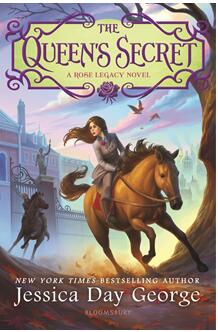 THE
QUEEN'S SECRET
A ROSE LEGACY NOVEL
NEW YORK TIMES BESTSELLING AUTHOR
Jessica Day George
BLOOMSBURY